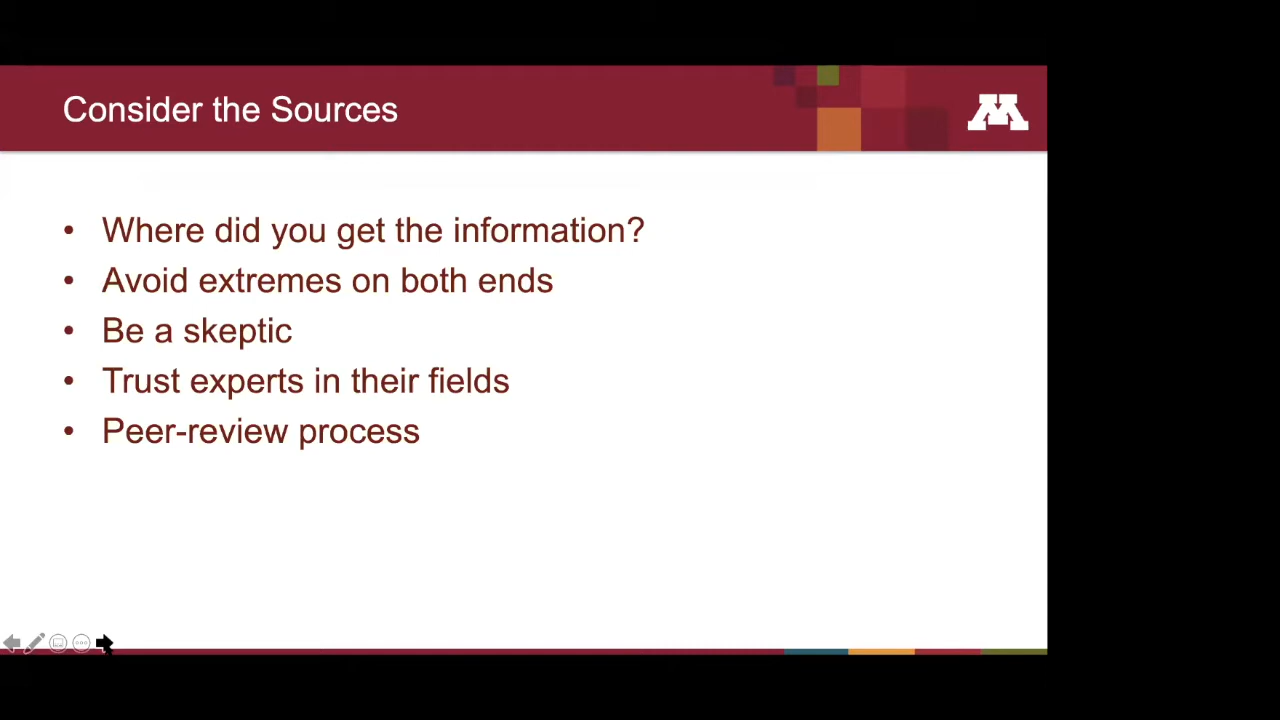 Consider the Sources
M
• Where did you get the information?
• Avoid extremes on both ends
• Be a skeptic
• Trust experts in their fields
• Peer-review process